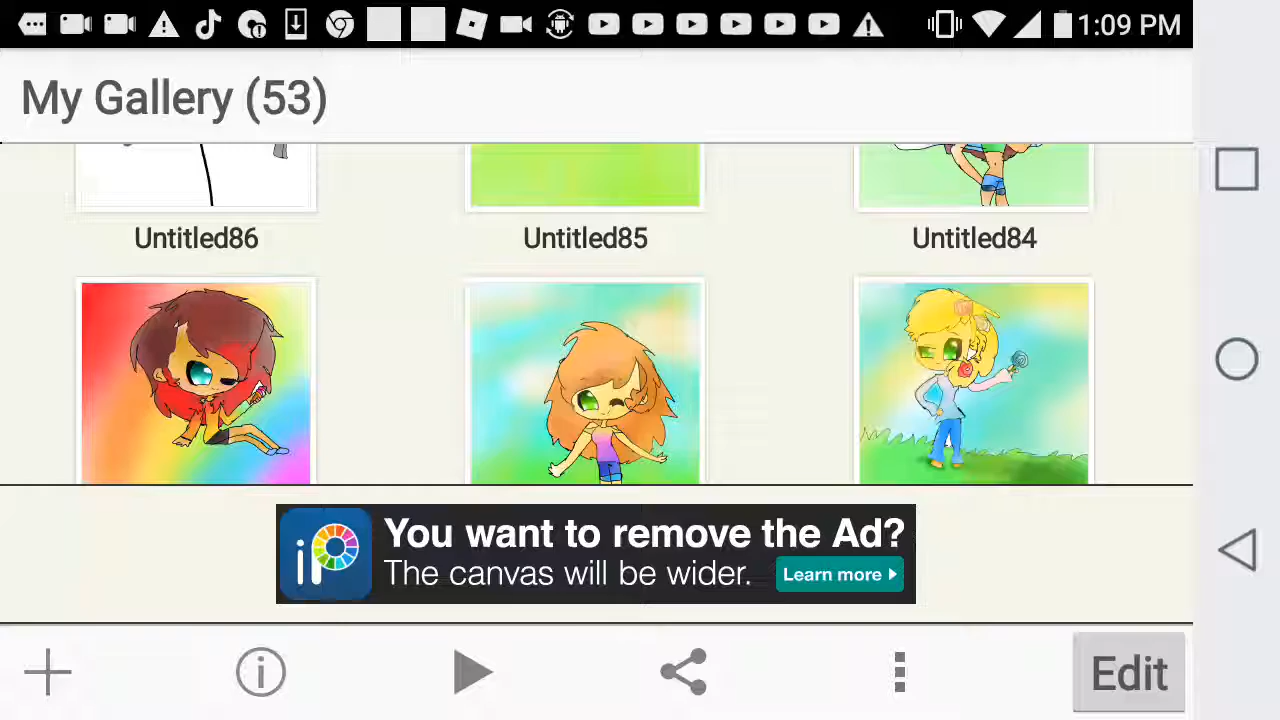 1:09 PM
My Gallery (53)
Untitled86
Untitled85
Untitled84
iP
You want to remove the Ad?
The canvas will be wider.
Learn more
Edit